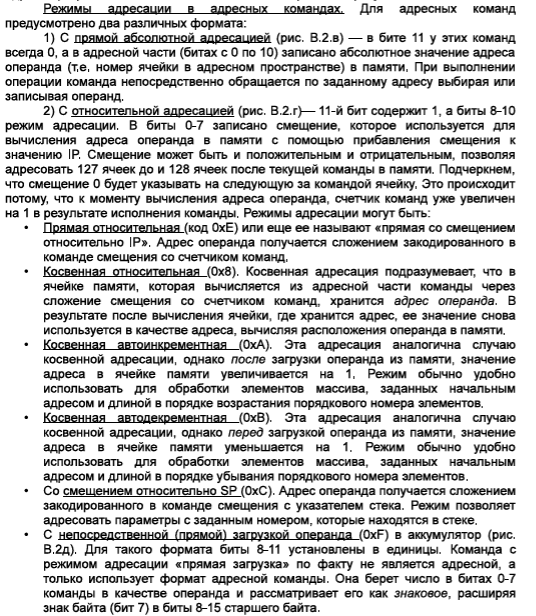 Режимы адресации в адресных командах. Для адресных команд
предусмотрено два различных формата:
1) С прямой абсолютной адресацией (рис. В.2.в) — в бите 11 у этих команд
всегда 0, а в адресной части (битах с 0 по 10) записано абсолютное значение адреса
операнда (т.е. номер ячейки в адресном пространстве) в памяти. При выполнении
операции команда непосредственно обращается по заданному адресу выбирая или
записывая операнд.
2) С относительной адресацией (рис. В.2.г)— 11-й бит содержит 1, а биты 8-10
режим адресации. В биты 0-7 записано смещение, которое используется для
вычисления адреса операнда в памяти с помощью прибавления смещения к
значению IP. Смещение может быть и положительным и отрицательным, позволяя
адресовать 127 ячеек до и 128 ячеек после текущей команды в памяти. Подчеркнем,
что смещение 0 будет указывать на следующую за командой ячейку. Это происходит
потому, что к моменту вычисления адреса операнда, счетчик команд уже увеличен
на 1 в результате исполнения команды. Режимы адресации могут быть:
• Прямая относительная (код 0xE) или еще ее называют «прямая со смещением
относительно IP». Адрес операнда получается сложением закодированного в
команде смещения со счетчиком команд.
• Косвенная относительная (0x8). Косвенная адресация подразумевает, что в
ячейке памяти, которая вычисляется из адресной части команды через
сложение смещения со счетчиком команд, хранится адрес операнда. В
результате после вычисления ячейки, где хранится адрес, ее значение снова
используется в качестве адреса, вычисляя расположения операнда в памяти.
• Косвенная автоинкрементная (0xA). Эта адресация аналогична случаю
косвенной адресации, однако после загрузки операнда из памяти, значение
адреса в ячейке памяти увеличивается на 1. Режим обычно удобно
использовать для обработки элементов массива, заданных начальным
адресом и длиной в порядке возрастания порядкового номера элементов.
• Косвенная автодекрементная (0xB). Эта адресация аналогична случаю
косвенной адресации, однако перед загрузкой операнда из памяти, значение
адреса в ячейке памяти уменьшается на 1. Режим обычно удобно
использовать для обработки элементов массива, заданных начальным
адресом и длиной в порядке убывания порядкового номера элементов.
• Со смещением относительно SP (0xC). Адрес операнда получается сложением
закодированного в команде смещения с указателем стека. Режим позволяет
адресовать параметры с заданным номером, которые находятся в стеке.
• С непосредственной (прямой) загрузкой операнда (0xF) в аккумулятор (рис.
В.2д). Для такого формата биты 8-11 установлены в единицы. Команда с
режимом адресации «прямая загрузка» по факту не является адресной, а
только использует формат адресной команды. Она берет число в битах 0-7
команды в качестве операнда и рассматривает его как знаковое, расширяя
знак байта (бит 7) в биты 8-15 старшего байта.